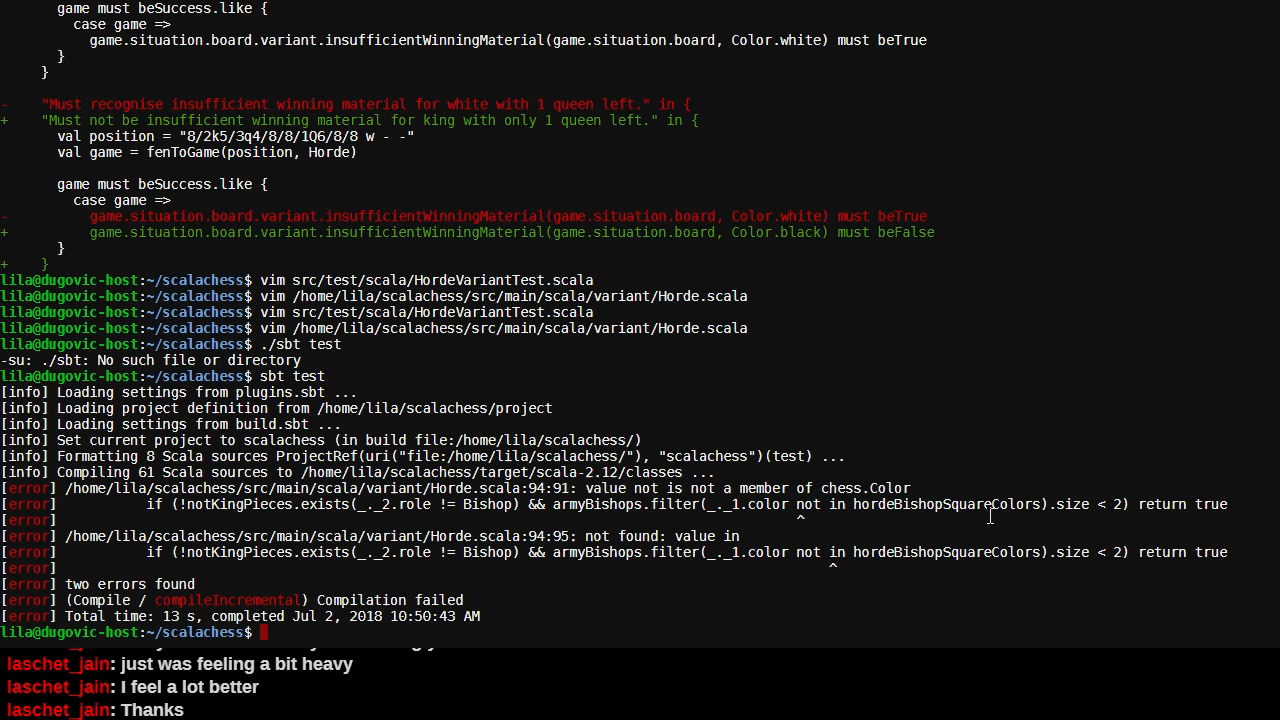 game must beSuccess.like {
case game =>
game.situation.board.variant.insufficientWinningMaterial(game.situation.board, Color.white) must beTrue
}
}
- "Must recognise insufficient winning material for white with 1 queen left." in {
+ "Must not be insufficient winning material for king with only 1 queen left." in {
val position = "8/2k5/3q4/8/8/1Q6/8/8 w - -"
val game = fenToGame(position, Horde)
game must beSuccess.like {
case game =>
- game.situation.board.variant.insufficientWinningMaterial(game.situation.board, Color.white) must beTrue
+ game.situation.board.variant.insufficientWinningMaterial(game.situation.board, Color.black) must beFalse
}
+ }
lila@dugovic-host:~/scalachess$ vim src/test/scala/HordeVariantTest.scala
lila@dugovic-host:~/scalachess$ vim /home/lila/scalachess/src/main/scala/variant/Horde.scala
lila@dugovic-host:~/scalachess$ vim src/test/scala/HordeVariantTest.scala
lila@dugovic-host:~/scalachess$ vim /home/lila/scalachess/src/main/scala/variant/Horde.scala
lila@dugovic-host:~/scalachess$ ./sbt test
-su: ./sbt: No such file or directory
lila@dugovic-host:~/scalachess$ sbt test
[info] Loading settings from plugins.sbt ...
[info] Loading project definition from /home/lila/scalachess/project
[info] Loading settings from build.sbt ...
[info] Set current project to scalachess (in build file:/home/lila/scalachess/)
[info] Formatting 8 Scala sources ProjectRef(uri("file:/home/lila/scalachess/"), "scalachess")(test) ...
[info] Compiling 61 Scala sources to /home/lila/scalachess/target/scala-2.12/classes ...
[error] /home/lila/scalachess/src/main/scala/variant/Horde.scala:94:91: value not is not a member of chess.Color
[error] if (!notKingPieces.exists(_._2.role != Bishop) && armyBishops.filter(_._1.color not in hordeBishopSquareColors).size < 2) return true
[error] ^
[error] /home/lila/scalachess/src/main/scala/variant/Horde.scala:94:95: not found: value in
[error] if (!notKingPieces.exists(_._2.role != Bishop) && armyBishops.filter(_._1.color not in hordeBishopSquareColors).size < 2) return true
[error] ^
[error] two errors found
[error] (Compile / compileIncremental) Compilation failed
[error] Total time: 13 s, completed Jul 2, 2018 10:50:43 AM
lila@dugovic-host:~/scalachess$
laschet_jain: just was feeling a bit heavy
laschet_jain: I feel a lot better
laschet_jain: Thanks